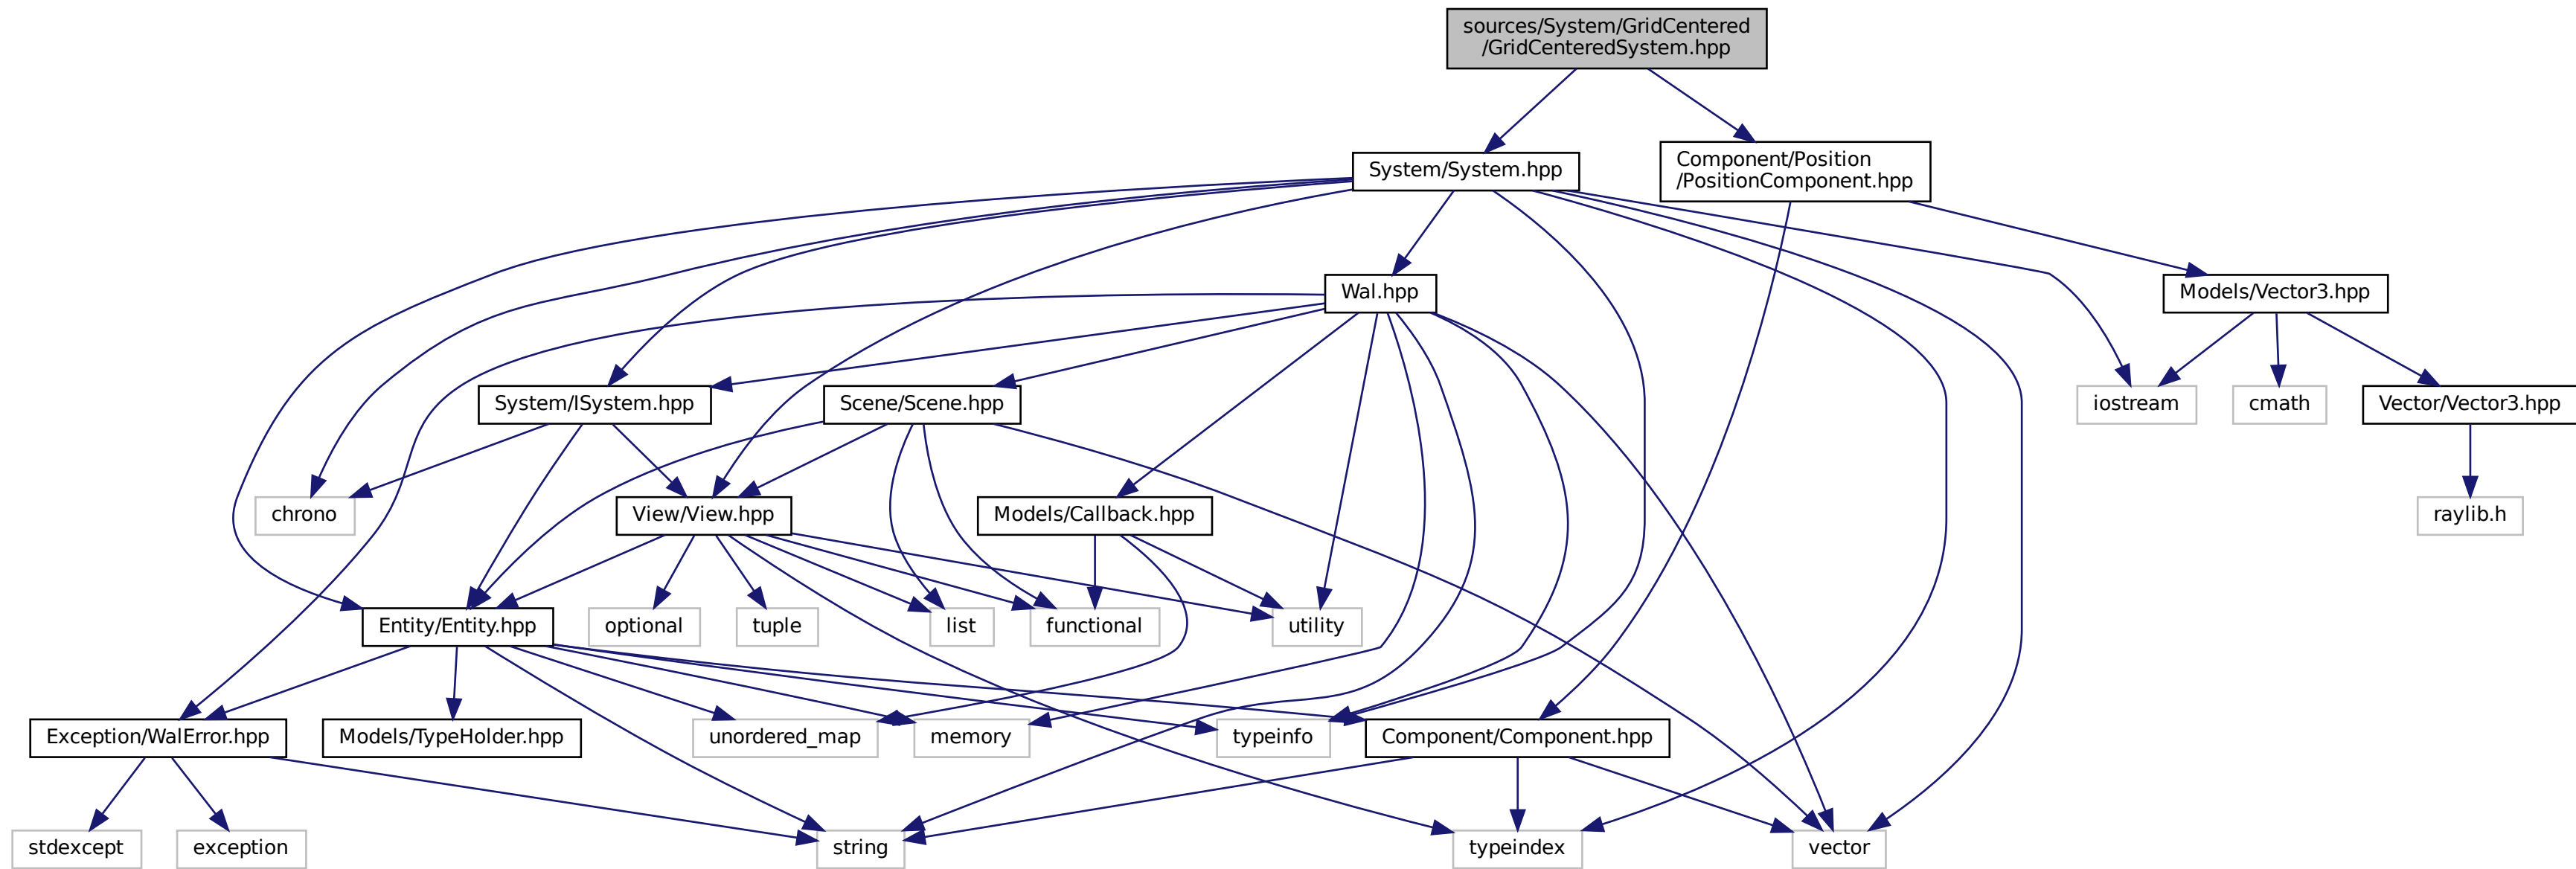 sources/System/GridCentered
/GridCenteredSystem.hpp
System/System.hpp
Component/Position
/PositionComponent.hpp
Wal.hpp
Models/Vector3.hpp
System/ISystem.hpp
Scene/Scene.hpp
iostream
cmath
Vector/Vector3.hpp
chrono
View/View.hpp
Models/Callback.hpp
raylib.h
Entity/Entity.hpp
optional
tuple
list
functional
utility
Exception/WalError.hpp
Models/TypeHolder.hpp
unordered_map
memory
typeinfo
Component/Component.hpp
stdexcept
exception
string
typeindex
vector